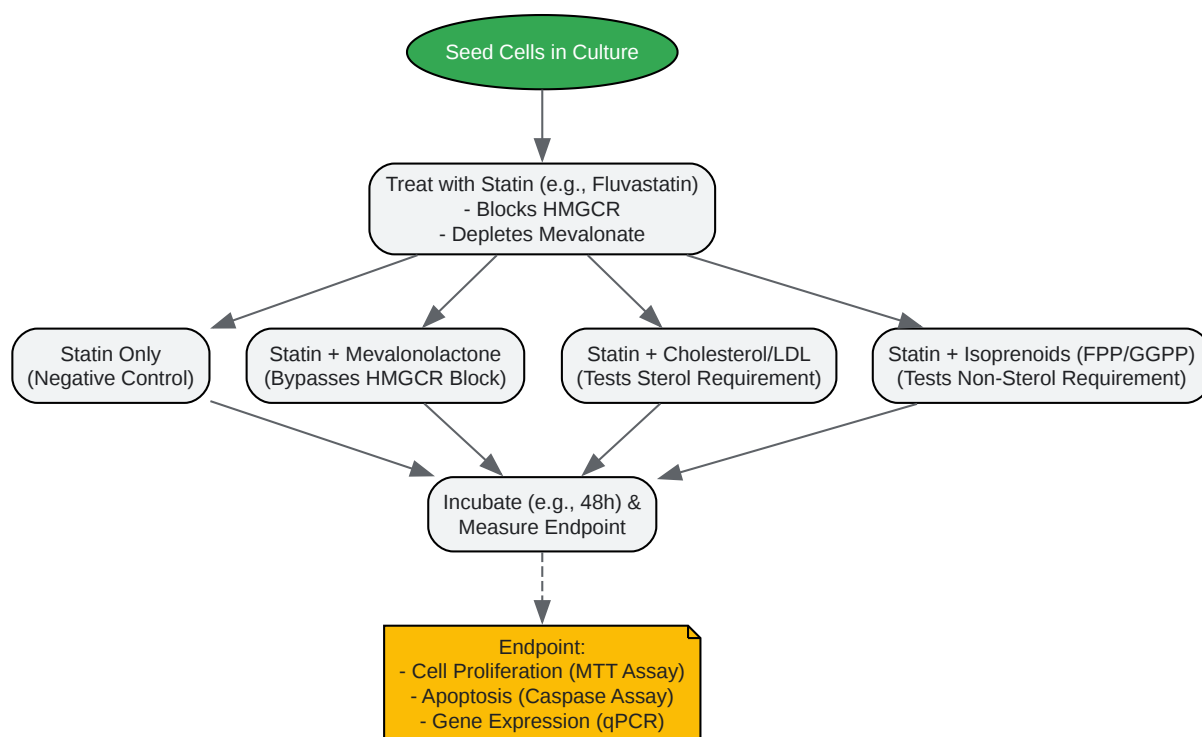 Seed Cells in Culture
Treat with Statin (e.g., Fluvastatin)
- Blocks HMGCR
- Depletes Mevalonate
Statin Only
(Negative Control)
Statin + Mevalonolactone
(Bypasses HMGCR Block)
Statin + Cholesterol/LDL
(Tests Sterol Requirement)
Statin + Isoprenoids (FPP/GGPP)
(Tests Non-Sterol Requirement)
Incubate (e.g., 48h) &
Measure Endpoint
Endpoint:
- Cell Proliferation (MTT Assay)
- Apoptosis (Caspase Assay)
- Gene Expression (qPCR)